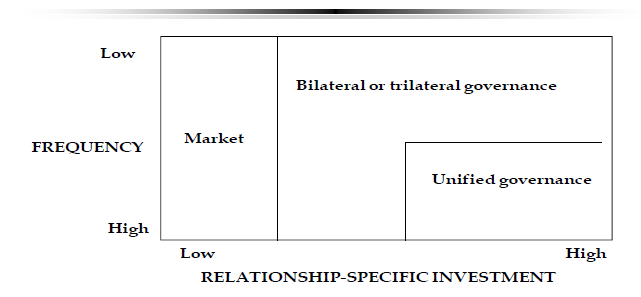 Low
Bilateral or trilateral governance
Market
FREQUENCY
Unified governance
High
Low
High
RELATIONSHIP-SPECIFIC INVESTMENT